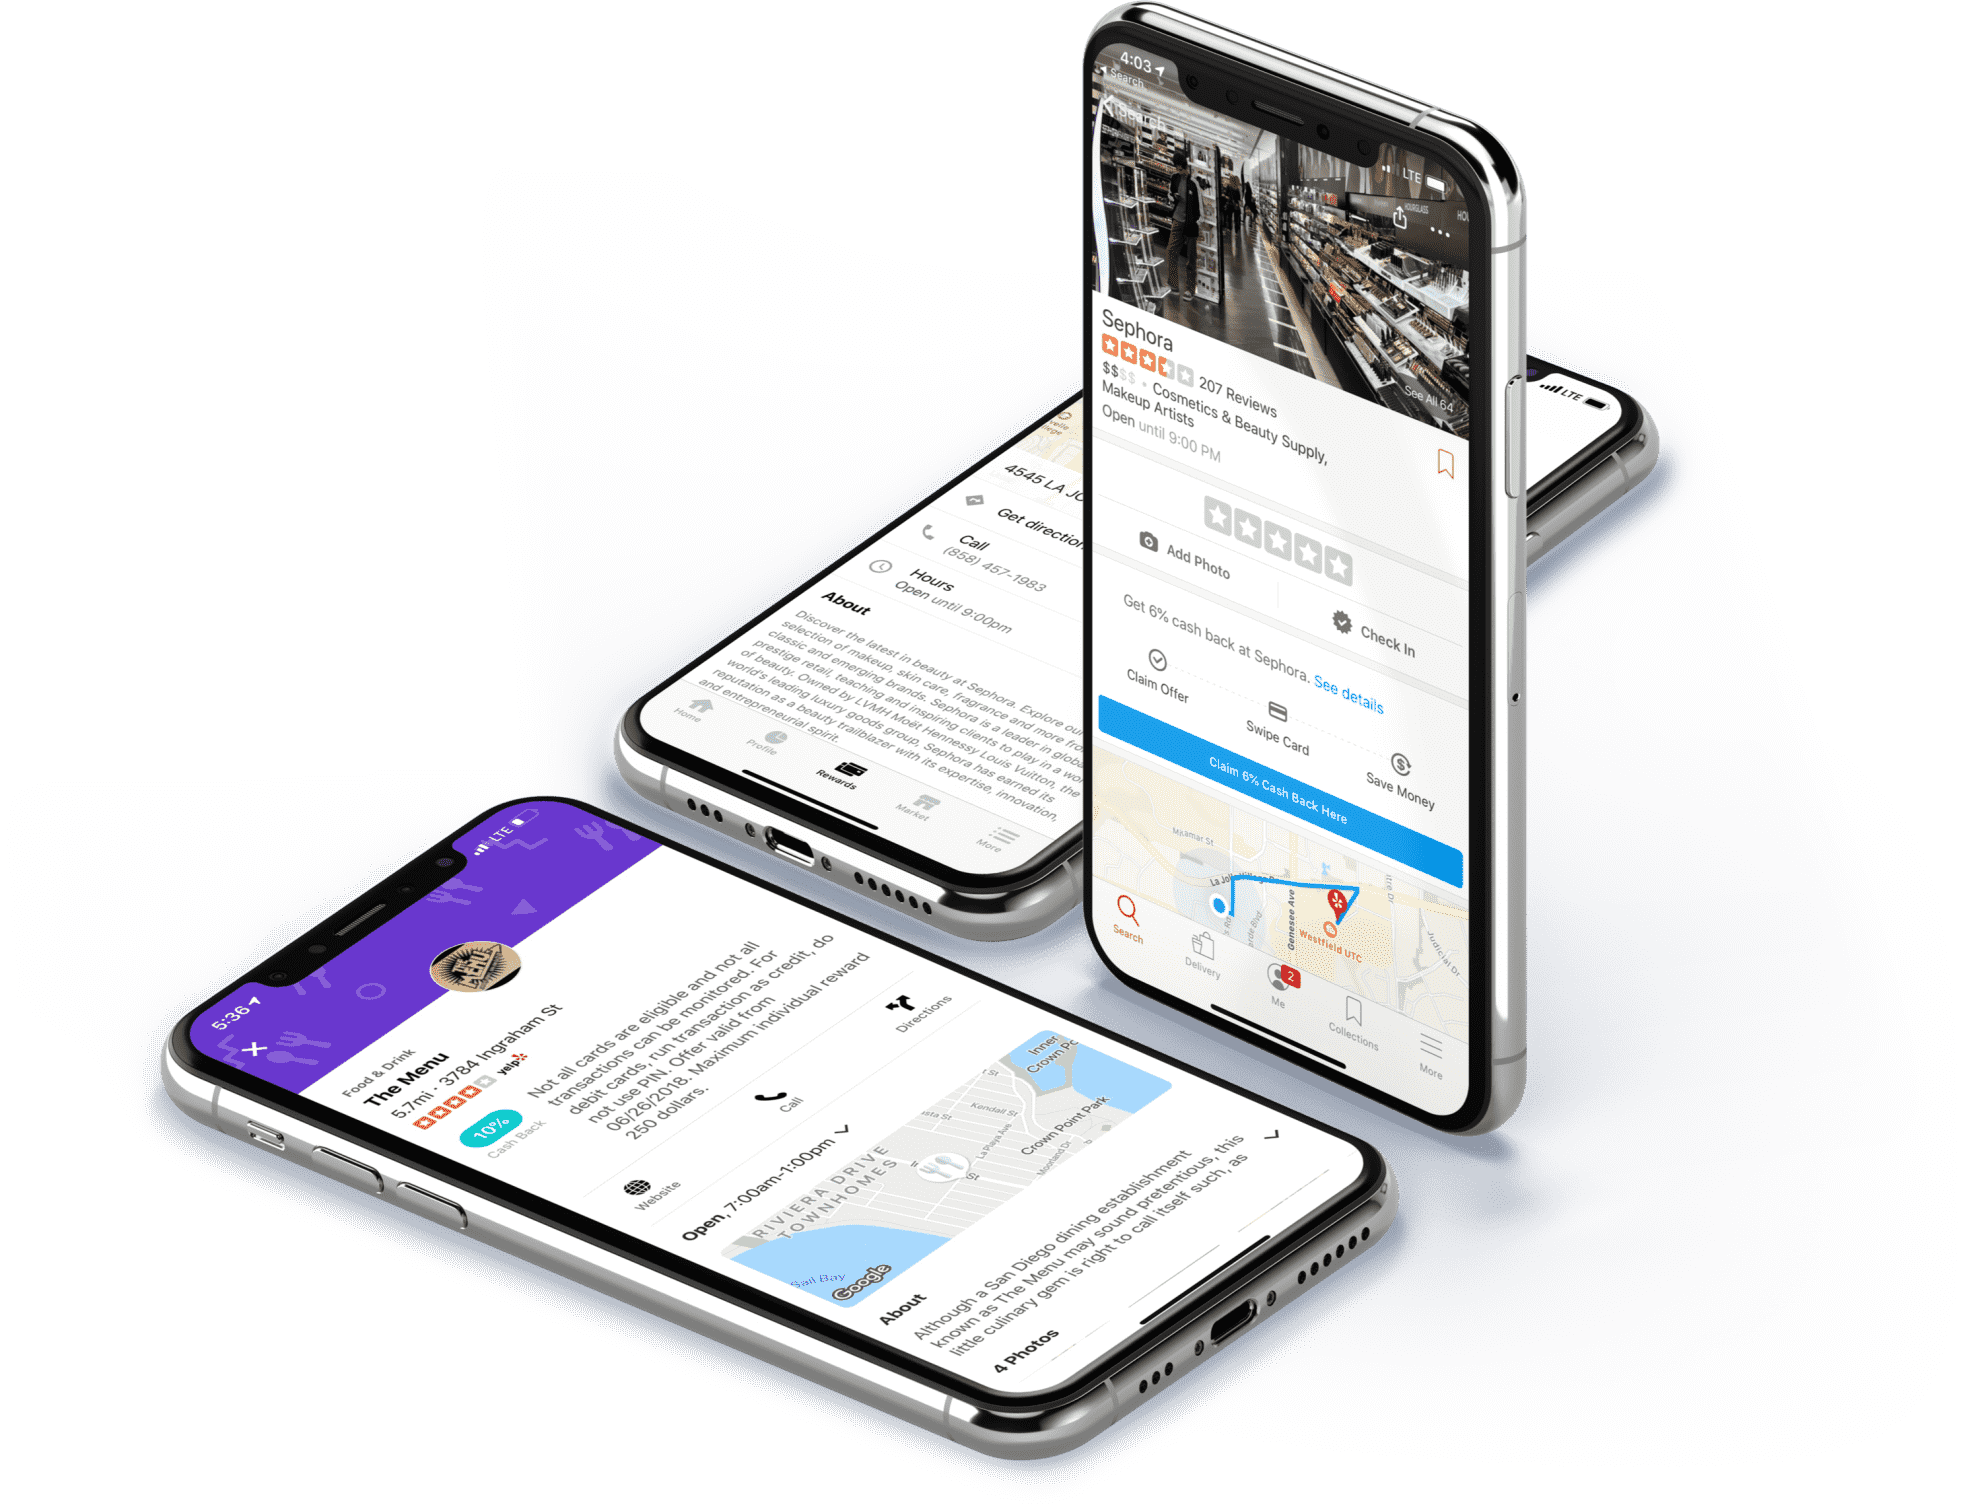 4:03
Search
Search
LTE
HOURGLASS
See All 64
Sephora
207 Reviews
$$$$ • Cosmetics & Beauty Supply,
Makeup Artists
Open until 9:00 PM
Add Photo
Check In
Get 6% cash back at Sephora. See details
Claim Offer
Swipe Card
Save Money
Claim 6% Cash Back Here
Miramar St
La Jolla Village D
Genesee Ave
Westfield UTC
Judicial Dr
Search
Delivery
2
Me
Collections
More
LTE
4545 LA JO
Get direction
Call
(858) 457-1983
Hours
Open until 9:00pm
About
Discover the latest in beauty at Sephora. Explore our
selection of makeup, skin care, fragrance and more from
classic and emerging brands. Sephora is a leader in global
prestige retail, teaching and inspiring clients to play in a wor
of beauty. Owned by LVMH Moët Hennessy Louis Vuitton, the
world's leading luxury goods group, Sephora has earned its
reputation as a beauty trailblazer with its expertise, innovation,
and entrepreneurial spirit.
Home
Profile
Rewards
Market
More
5:36
LTE
THE MENU
Food & Drink
The Menu
5.7mi · 3784 Ingraham St
yelp
10%
Cash Back
Not all cards are eligible and not all
transactions can be monitored. For
debit cards, run transaction as credit, do
not use PIN. Offer valid from
06/26/2018. Maximum individual reward
250 dollars.
Website
Call
Directions
Open, 7:00am-1:00pm
RIVIERA DRIVE
TOWNHOMES
Sail Bay
Google
Kendall St
La Playa Ave
Moorland Dr
Crown Point Park
Inner
Crown Po
About
Although a San Diego dining establishment
known as The Menu may sound pretentious, this
little culinary gem is right to call itself such, as
4 Photos